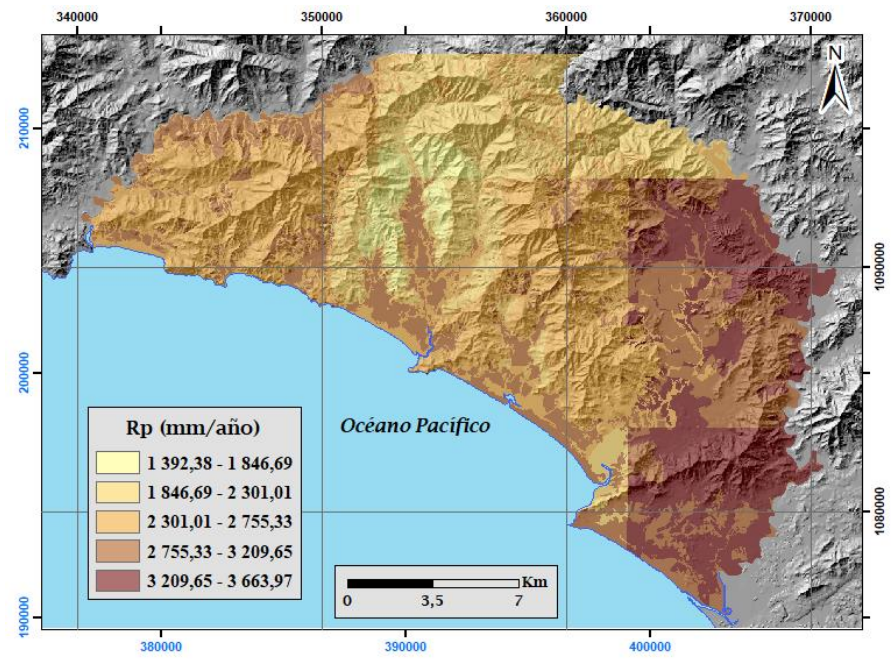 340000 350000 360000 370000
N
210000
1090000
200000
Océano Pacífico
Rp (mm/año)
1 392,38 - 1 846,69
1 846,69 - 2 301,01
2 301,01 - 2 755,33
2 755,33 - 3 209,65
3 209,65 - 3 663,97
1080000
Km
0 3,5 7
190000
380000 390000 400000